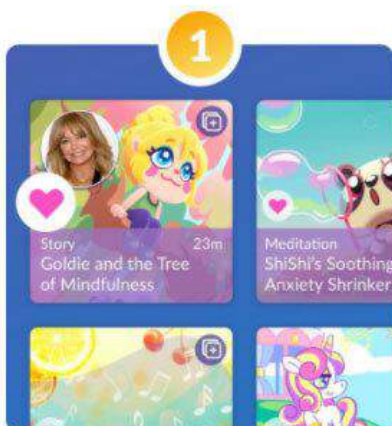 1
Story 23m
Goldie and the Tree
of Mindfulness
Meditation
ShiShi's Soothing
Anxiety Shrinker